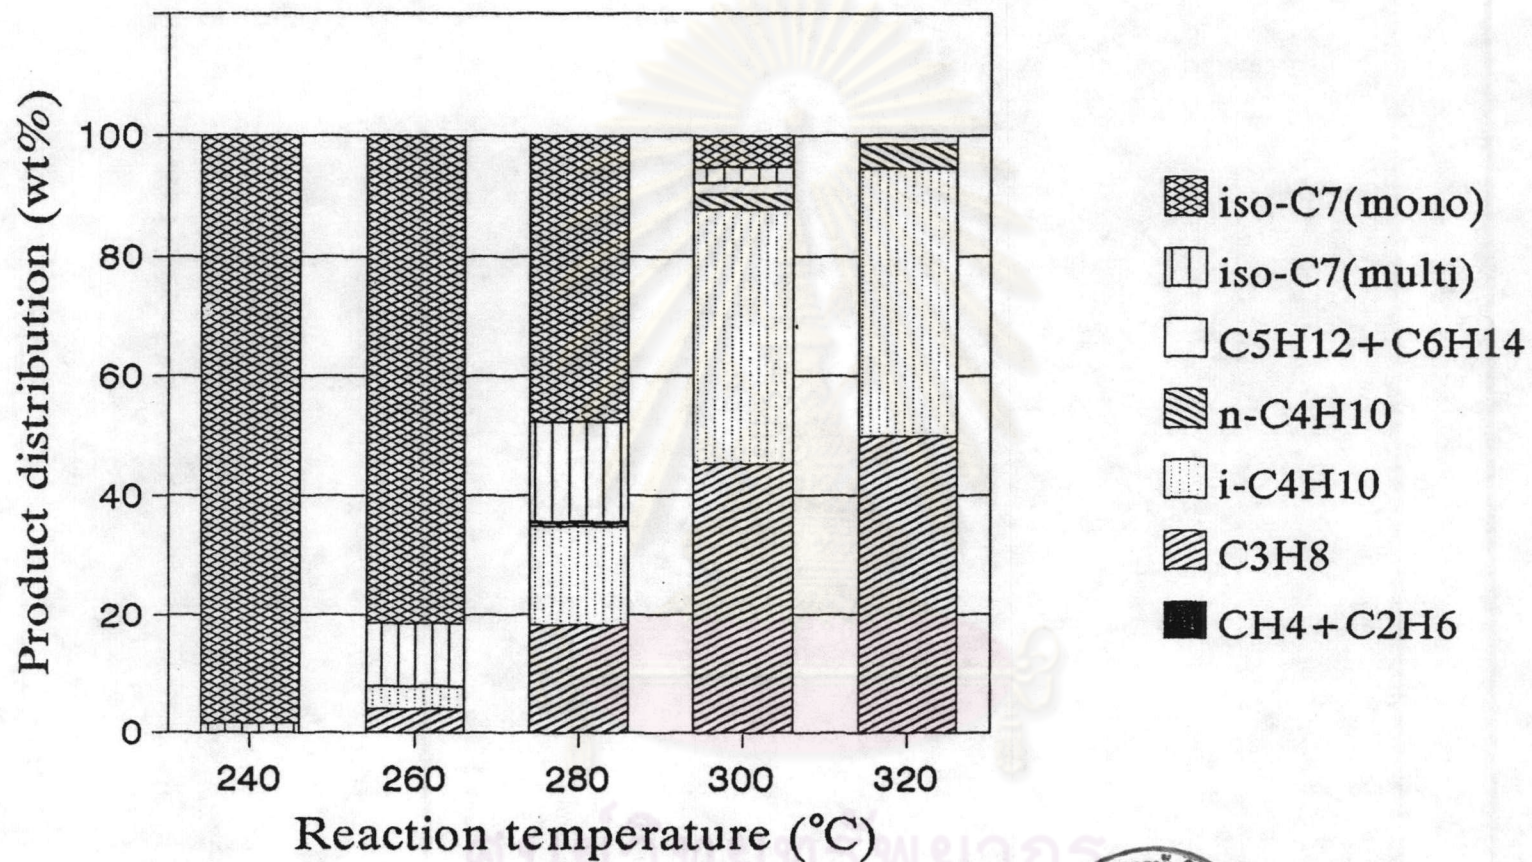 Product distribution (wt%)
100
80
60
40
20
0
240 260 280 300 320
Reaction temperature (°C)
iso-C7(mono)
iso-C7(multi)
C5H12+C6H14
n-C4H10
i-C4H10
C3H8
CH4+C2H6